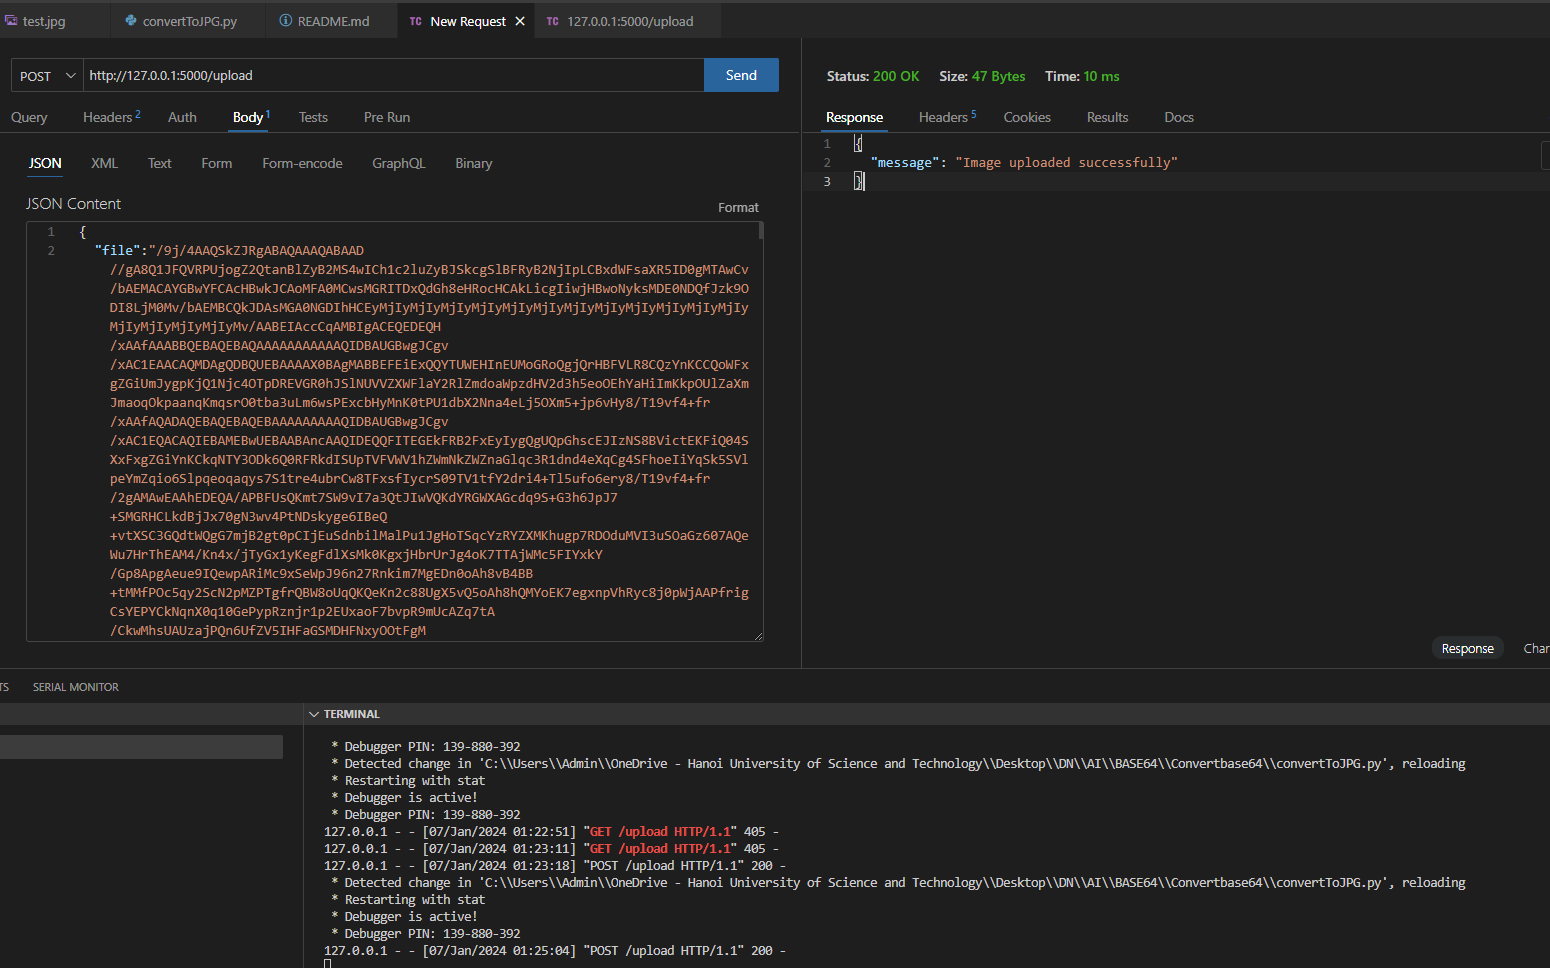 test.jpg
convertToJPG.py
README.md
TC New Request
TC 127.0.0.1:5000/upload
POST http://127.0.0.1:5000/upload Send
Query Headers 2 Auth Body 1 Tests Pre Run
JSON XML Text Form Form-encode GraphQL Binary
JSON Content
Format
1 {
2 "file":"/9j/4AAQSkZJRgABAQAAAQABAAD
//gA8Q1JFQVRPUjogZ2QtanBlZyB2MS4wICh1c2luZyBJSkcgSlBFRyB2NjIpLCBxdWFsaXR5ID0gMTAwCv
/bAEMACAYGBwYFCAcHBwkJCAoMFA0MCwsMGRITDxQdGh8eHRocHCAkLicgIiwjHBwoNyksMDE0NDQfJzk9O
DI8LjM0Mv/bAEMBCQkJDAsMGA0NGDIhHCEyMjIyMjIyMjIyMjIyMjIyMjIyMjIyMjIyMjIyMjIyMjIyMjIy
MjIyMjIyMjIyMjIyMv/AABEIAccCqAMBIgACEQEDEQH
/xAAfAAABBQEBAQEBAQAAAAAAAAAAAQIDBAUGBwgJCgv
/xAC1EAACAQMDAgQDBQUEBAAAAX0BAgMABBEFEiExQQYTUWEHInEUMoGRoQgjQrHBFVLR8CQzYnKCCQoWFx
gZGiUmJygpKjQ1Njc4OTpDREVGR0hJSlNUVVZXWFlaY2RlZmdoaWpzdHV2d3h5eoOEhYaHiImKkpOUlZaXm
JmaoqOkpaanqKmqsrO0tba3uLm6wsPExcbHyMnK0tPU1dbX2Nna4eLj5OXm5+jp6vHy8/T19vf4+fr
/xAAfAQADAQEBAQEBAQEBAAAAAAAAAQIDBAUGBwgJCgv
/xAC1EQACAQIEBAMEBwUEBAABAncAAQIDEQQFITEGEkFRB2FxEyIygQgUQpGhscEJIzNS8BVictEKFiQ04S
XxFxgZGiYnKCkqNTY3ODk6Q0RFRkdISUpTVFVWV1hZWmNkZWZnaGlqc3R1dnd4eXqCg4SFhoeIiYqSk5SVl
peYmZqio6Slpqeoqaqys7S1tre4ubrCw8TFxsfIycrS09TV1tfY2dri4+Tl5ufo6ery8/T19vf4+fr
/2gAMAwEAAhEDEQA/APBFUsQKmt7SW9vI7a3QtJIwVQKdYRGWXAGcdq9S+G3h6JpJ7
+SMGRHCLkdBjJx70gN3wv4PtNDskyge6IBeQ
+vtXSC3GQdtWQgG7mjB2gt0pCIjEuSdnbilMalPu1JgHoTSqcYzRYZXMKhugp7RDOduMVI3uSOaGz607AQe
Wu7HrThEAM4/Kn4x/jTyGx1yKegFdlXsMk0KgxjHbrUrJg4oK7TTAjWMc5FIYxkY
/Gp8ApgAeue9IQewpARiMc9xSeWpJ96n27Rnkim7MgEDn0oAh8vB4BB
+tMMfPOc5qy2ScN2pMZPTgfrQBW8oUqQKQeKn2c88UgX5vQ5oAh8hQMYoEK7egxnpVhRyc8j0pWjAAPfrig
CsYEPYCkNqnX0q10GePypRznjr1p2EUxaoF7bvpR9mUcAZq7tA
/CkwMhsUAUzajPQn6UfZV5IHFaGSMDHFNxyOOtFgM
Status: 200 OK Size: 47 Bytes Time: 10 ms
Response Headers 5 Cookies Results Docs
1 {
2 "message": "Image uploaded successfully"
3 }
Response Char
TS SERIAL MONITOR
TERMINAL
* Debugger PIN: 139-880-392
* Detected change in 'C:\\Users\\Admin\\OneDrive - Hanoi University of Science and Technology\\Desktop\\DN\\AI\\BASE64\\Convertbase64\\convertToJPG.py', reloading
* Restarting with stat
* Debugger is active!
* Debugger PIN: 139-880-392
127.0.0.1 - - [07/Jan/2024 01:22:51] "GET /upload HTTP/1.1" 405 -
127.0.0.1 - - [07/Jan/2024 01:23:11] "GET /upload HTTP/1.1" 405 -
127.0.0.1 - - [07/Jan/2024 01:23:18] "POST /upload HTTP/1.1" 200 -
* Detected change in 'C:\\Users\\Admin\\OneDrive - Hanoi University of Science and Technology\\Desktop\\DN\\AI\\BASE64\\Convertbase64\\convertToJPG.py', reloading
* Restarting with stat
* Debugger is active!
* Debugger PIN: 139-880-392
127.0.0.1 - - [07/Jan/2024 01:25:04] "POST /upload HTTP/1.1" 200 -